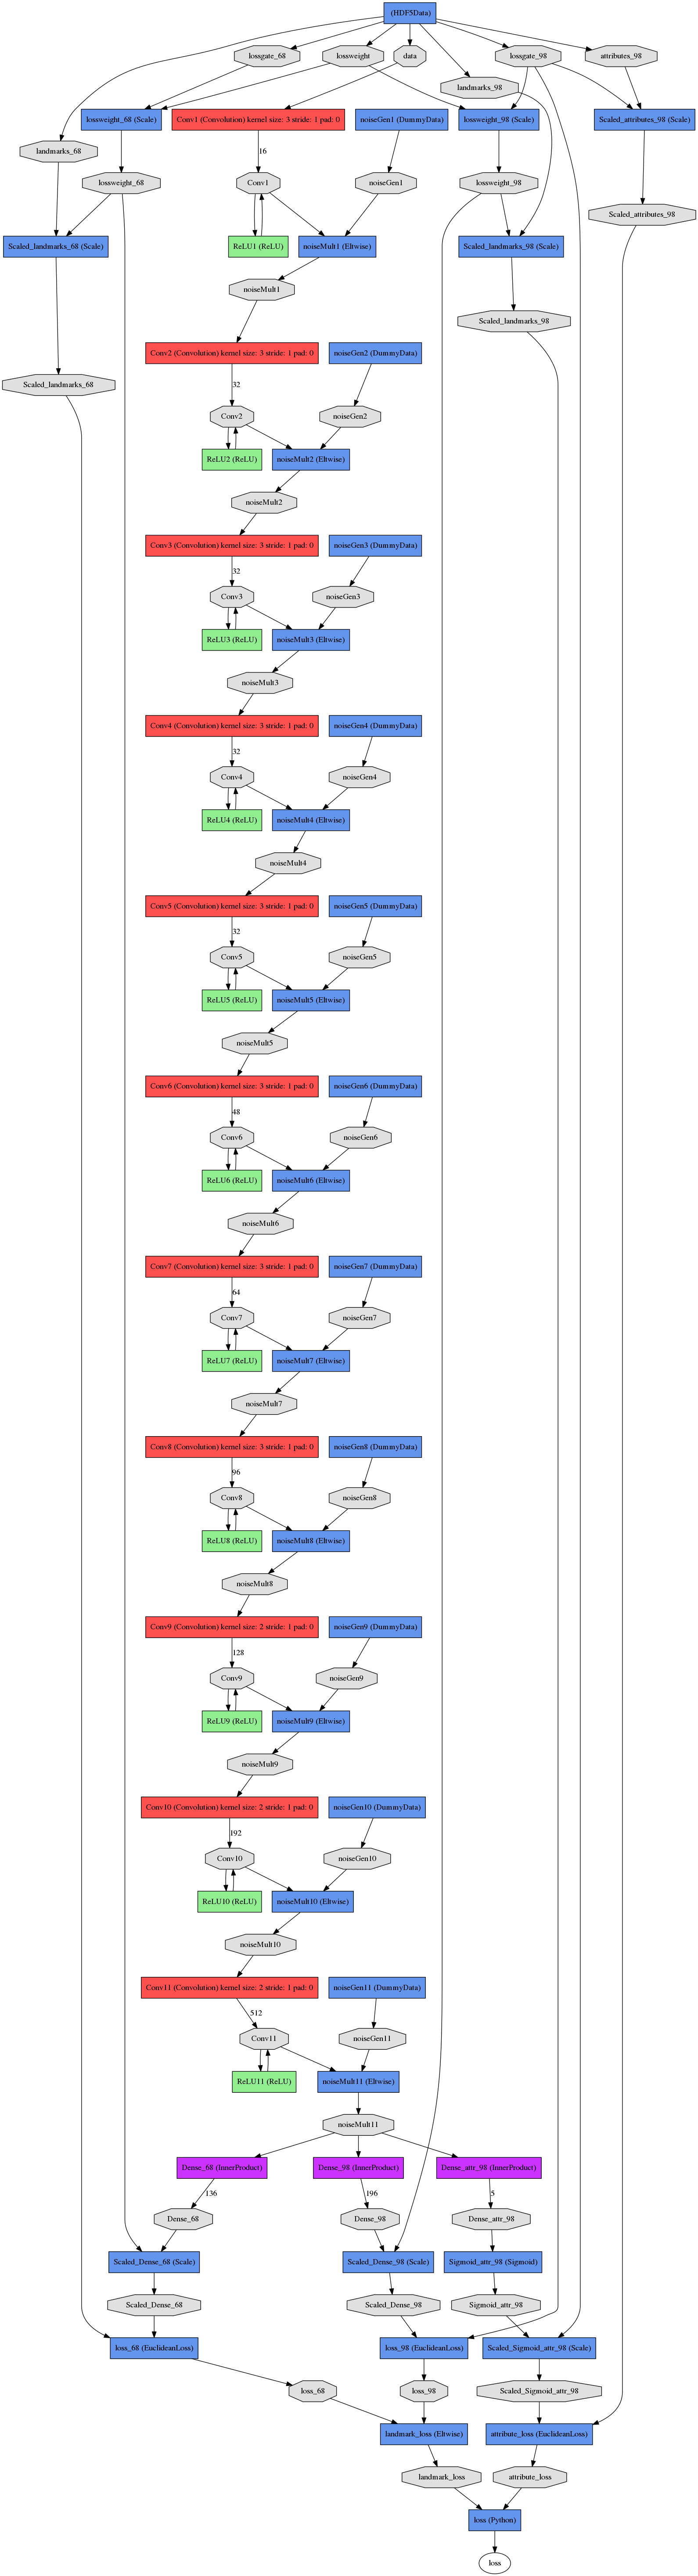 (HDF5Data)
lossgate_68
lossweight
data
lossgate_98
attributes_98
landmarks_98
lossweight_68 (Scale)
Conv1 (Convolution) kernel size: 3 stride: 1 pad: 0
noiseGen1 (DummyData)
lossweight_98 (Scale)
Scaled_attributes_98 (Scale)
landmarks_68
16
lossweight_68
Conv1
noiseGen1
lossweight_98
Scaled_attributes_98
Scaled_landmarks_68 (Scale)
ReLU1 (ReLU)
noiseMult1 (Eltwise)
Scaled_landmarks_98 (Scale)
noiseMult1
Scaled_landmarks_98
Conv2 (Convolution) kernel size: 3 stride: 1 pad: 0
noiseGen2 (DummyData)
Scaled_landmarks_68
32
Conv2
noiseGen2
ReLU2 (ReLU)
noiseMult2 (Eltwise)
noiseMult2
Conv3 (Convolution) kernel size: 3 stride: 1 pad: 0
noiseGen3 (DummyData)
32
Conv3
noiseGen3
ReLU3 (ReLU)
noiseMult3 (Eltwise)
noiseMult3
Conv4 (Convolution) kernel size: 3 stride: 1 pad: 0
noiseGen4 (DummyData)
32
Conv4
noiseGen4
ReLU4 (ReLU)
noiseMult4 (Eltwise)
noiseMult4
Conv5 (Convolution) kernel size: 3 stride: 1 pad: 0
noiseGen5 (DummyData)
32
Conv5
noiseGen5
ReLU5 (ReLU)
noiseMult5 (Eltwise)
noiseMult5
Conv6 (Convolution) kernel size: 3 stride: 1 pad: 0
noiseGen6 (DummyData)
48
Conv6
noiseGen6
ReLU6 (ReLU)
noiseMult6 (Eltwise)
noiseMult6
Conv7 (Convolution) kernel size: 3 stride: 1 pad: 0
noiseGen7 (DummyData)
64
Conv7
noiseGen7
ReLU7 (ReLU)
noiseMult7 (Eltwise)
noiseMult7
Conv8 (Convolution) kernel size: 3 stride: 1 pad: 0
noiseGen8 (DummyData)
96
Conv8
noiseGen8
ReLU8 (ReLU)
noiseMult8 (Eltwise)
noiseMult8
Conv9 (Convolution) kernel size: 2 stride: 1 pad: 0
noiseGen9 (DummyData)
128
Conv9
noiseGen9
ReLU9 (ReLU)
noiseMult9 (Eltwise)
noiseMult9
Conv10 (Convolution) kernel size: 2 stride: 1 pad: 0
noiseGen10 (DummyData)
192
Conv10
noiseGen10
ReLU10 (ReLU)
noiseMult10 (Eltwise)
noiseMult10
Conv11 (Convolution) kernel size: 2 stride: 1 pad: 0
noiseGen11 (DummyData)
512
Conv11
noiseGen11
ReLU11 (ReLU)
noiseMult11 (Eltwise)
noiseMult11
Dense_68 (InnerProduct)
Dense_98 (InnerProduct)
Dense_attr_98 (InnerProduct)
136
196
5
Dense_68
Dense_98
Dense_attr_98
Scaled_Dense_68 (Scale)
Scaled_Dense_98 (Scale)
Sigmoid_attr_98 (Sigmoid)
Scaled_Dense_68
Scaled_Dense_98
Sigmoid_attr_98
loss_68 (EuclideanLoss)
loss_98 (EuclideanLoss)
Scaled_Sigmoid_attr_98 (Scale)
loss_68
loss_98
Scaled_Sigmoid_attr_98
landmark_loss (Eltwise)
attribute_loss (EuclideanLoss)
landmark_loss
attribute_loss
loss (Python)
loss